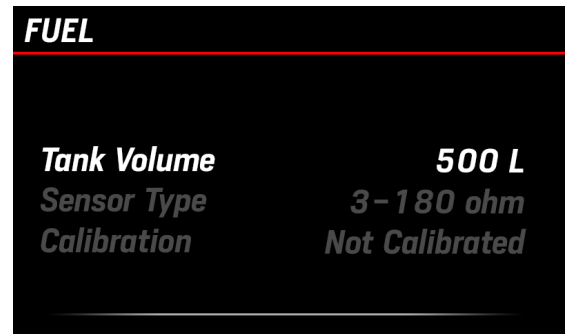 FUEL
Tank Volume 500 L
Sensor Type 3-180 ohm
Calibration Not Calibrated